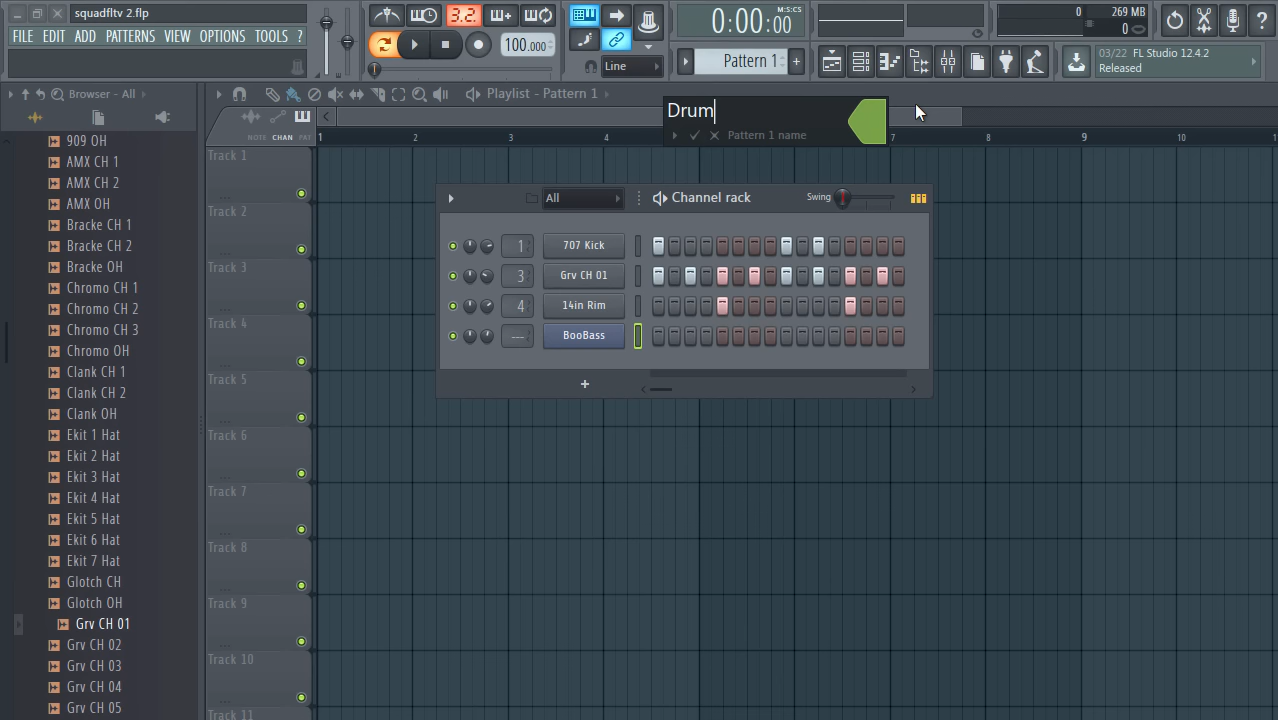 squadfltv 2.flp
FILE EDIT ADD PATTERNS VIEW OPTIONS TOOLS ?
3.2
100.000
Line
0:00:00
M:S:CS
Pattern 1
0
269 MB
0
03/22 FL Studio 12.4.2
Released
Browser - All
Playlist - Pattern 1
NOTE CHAN PAT
Drum
Pattern 1 name
1 2 3 4 7 8 9 10 1
909 OH
AMX CH 1
AMX CH 2
AMX OH
Bracke CH 1
Bracke CH 2
Bracke OH
Chromo CH 1
Chromo CH 2
Chromo CH 3
Chromo OH
Clank CH 1
Clank CH 2
Clank OH
Ekit 1 Hat
Ekit 2 Hat
Ekit 3 Hat
Ekit 4 Hat
Ekit 5 Hat
Ekit 6 Hat
Ekit 7 Hat
Glotch CH
Glotch OH
Grv CH 01
Grv CH 02
Grv CH 03
Grv CH 04
Grv CH 05
Track 1
Track 2
Track 3
Track 4
Track 5
Track 6
Track 7
Track 8
Track 9
Track 10
Track 11
All
Channel rack
Swing
1 707 Kick
3 Grv CH 01
4 14in Rim
--- BooBass